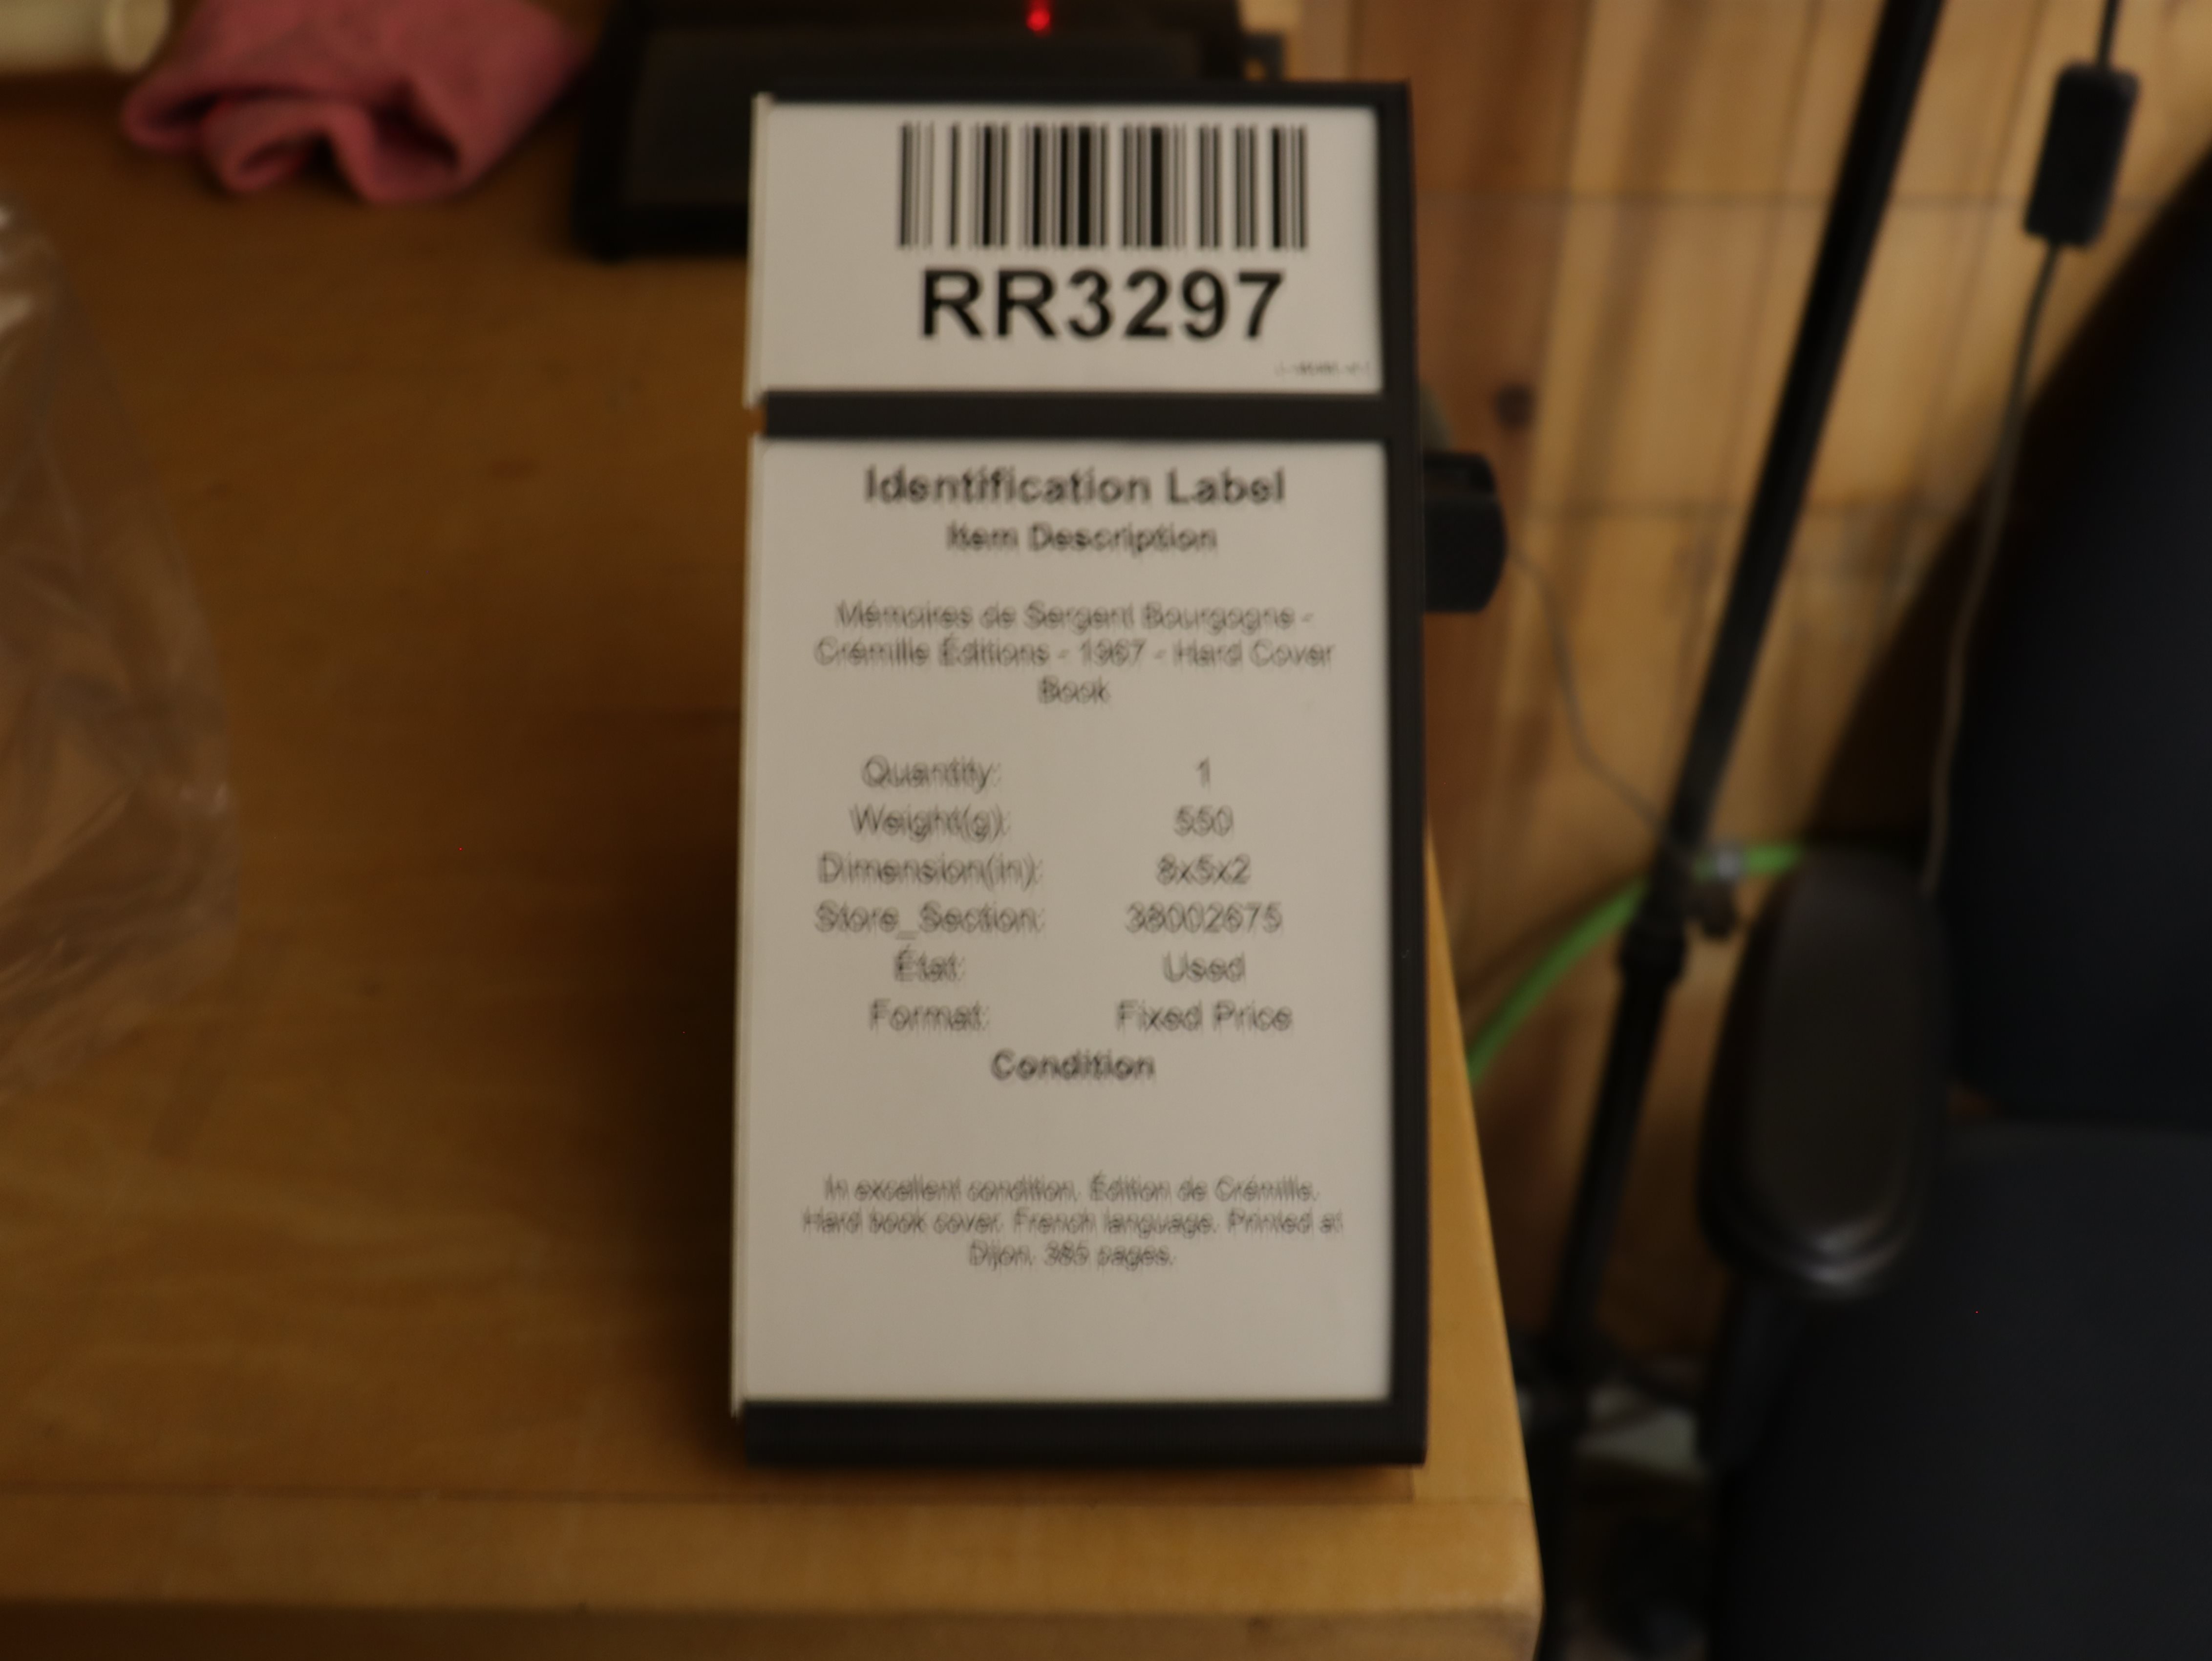 RR3297
Identification Label
Item Description
Mémoires de Sergent Bourgogne -
Crémille Éditions - 1967 - Hard Cover
Book
Quantity: 1
Weight(g): 550
Dimension(in): 8x5x2
Store_Section: 38002675
État: Used
Format: Fixed Price
Condition
In excellent condition. Édition de Crémille.
Hard book cover. French language. Printed at
Dijon. 385 pages.